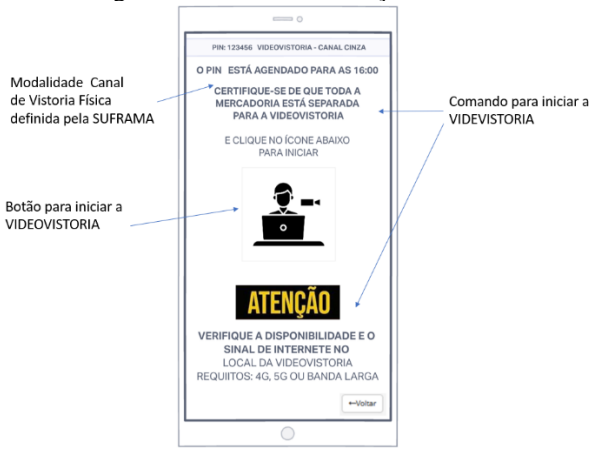 PIN: 123456 VIDEOVISTORIA - CANAL CINZA
O PIN ESTÁ AGENDADO PARA AS 16:00
CERTIFIQUE-SE DE QUE TODA A
MERCADORIA ESTÁ SEPARADA
PARA A VIDEOVISTORIA
E CLIQUE NO ÍCONE ABAIXO
PARA INICIAR
Modalidade Canal
de Vistoria Física
definida pela SUFRAMA
Comando para iniciar a
VIDEVISTORIA
Botão para iniciar a
VIDEOVISTORIA
ATENÇÃO
VERIFIQUE A DISPONIBILIDADE E O
SINAL DE INTERNETE NO
LOCAL DA VIDEOVISTORIA
REQUIITOS: 4G, 5G OU BANDA LARGA
←Voltar